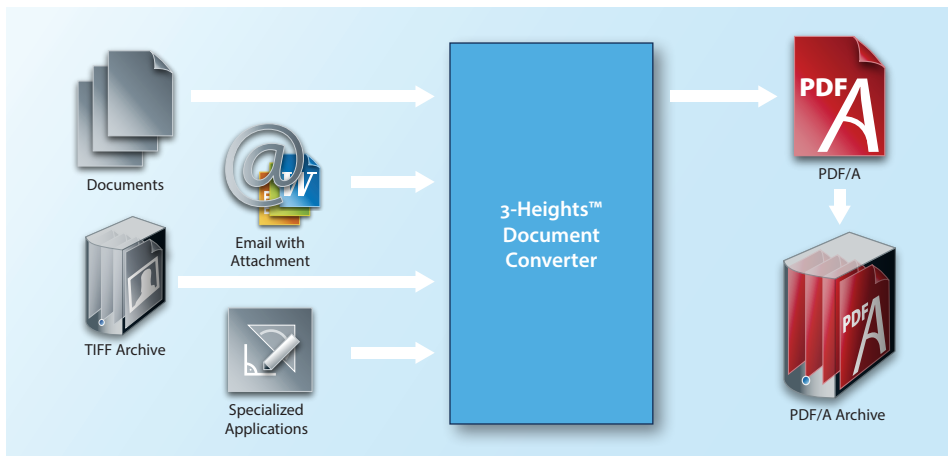 Documents
@
W
Email with
Attachment
TIFF Archive
Specialized
Applications
3-Heights™
Document
Converter
PDF
A
PDF/A
PDF
A
PDF/A Archive